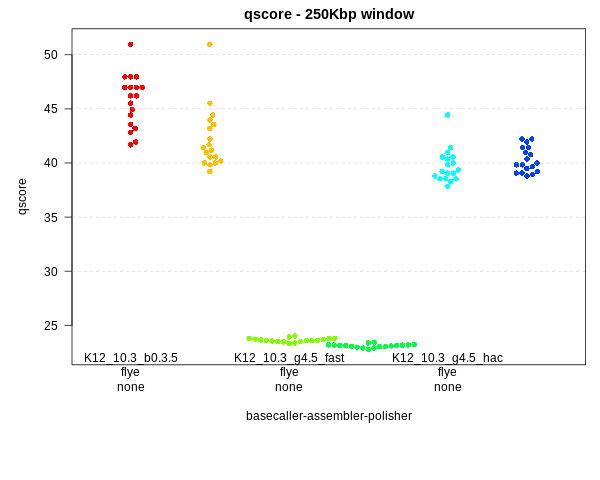 qscore - 250Kbp window
50
45
40
35
30
25
qscore
K12_10.3_b0.3.5 K12_10.3_g4.5_fast K12_10.3_g4.5_hac
flye flye flye
none none none
basecaller-assembler-polisher